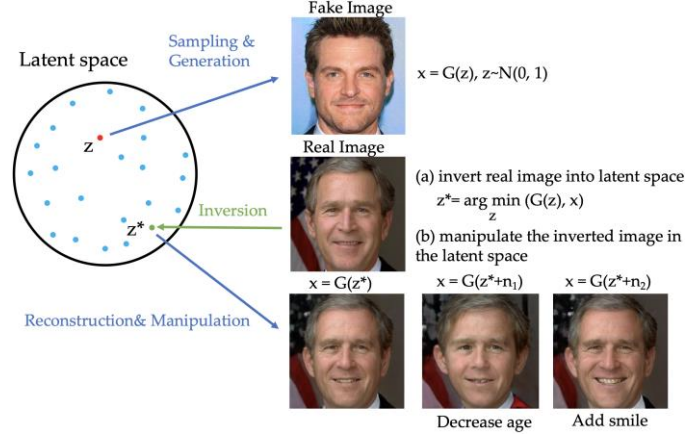 Fake Image
Sampling &
Generation
Latent space
x = G(z), z~N(0, 1)
z
Real Image
(a) invert real image into latent space
z*= arg min (G(z), x)
z
Inversion
z*
(b) manipulate the inverted image in
the latent space
x = G(z*)
x = G(z*+n₁)
x = G(z*+n₂)
Reconstruction& Manipulation
Decrease age
Add smile